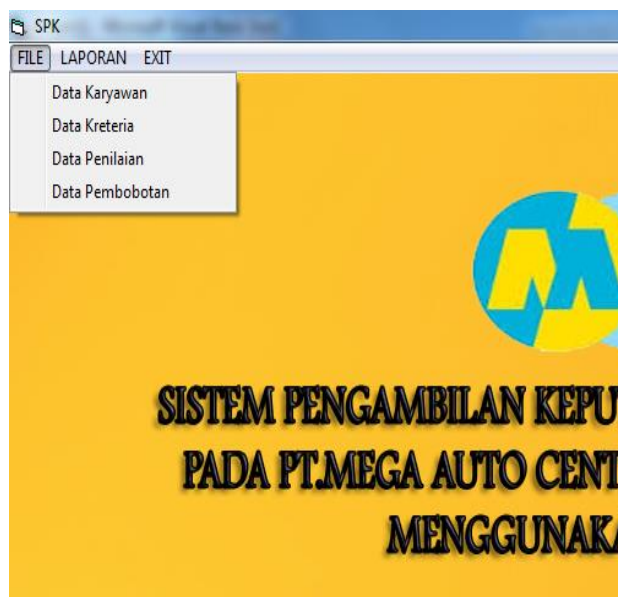 SPK
FILE LAPORAN EXIT
Data Karyawan
Data Kreteria
Data Penilaian
Data Pembobotan
SISTEM PENGAMBILAN KEPU
PADA PT.MEGA AUTO CENT
MENGGUNAKA